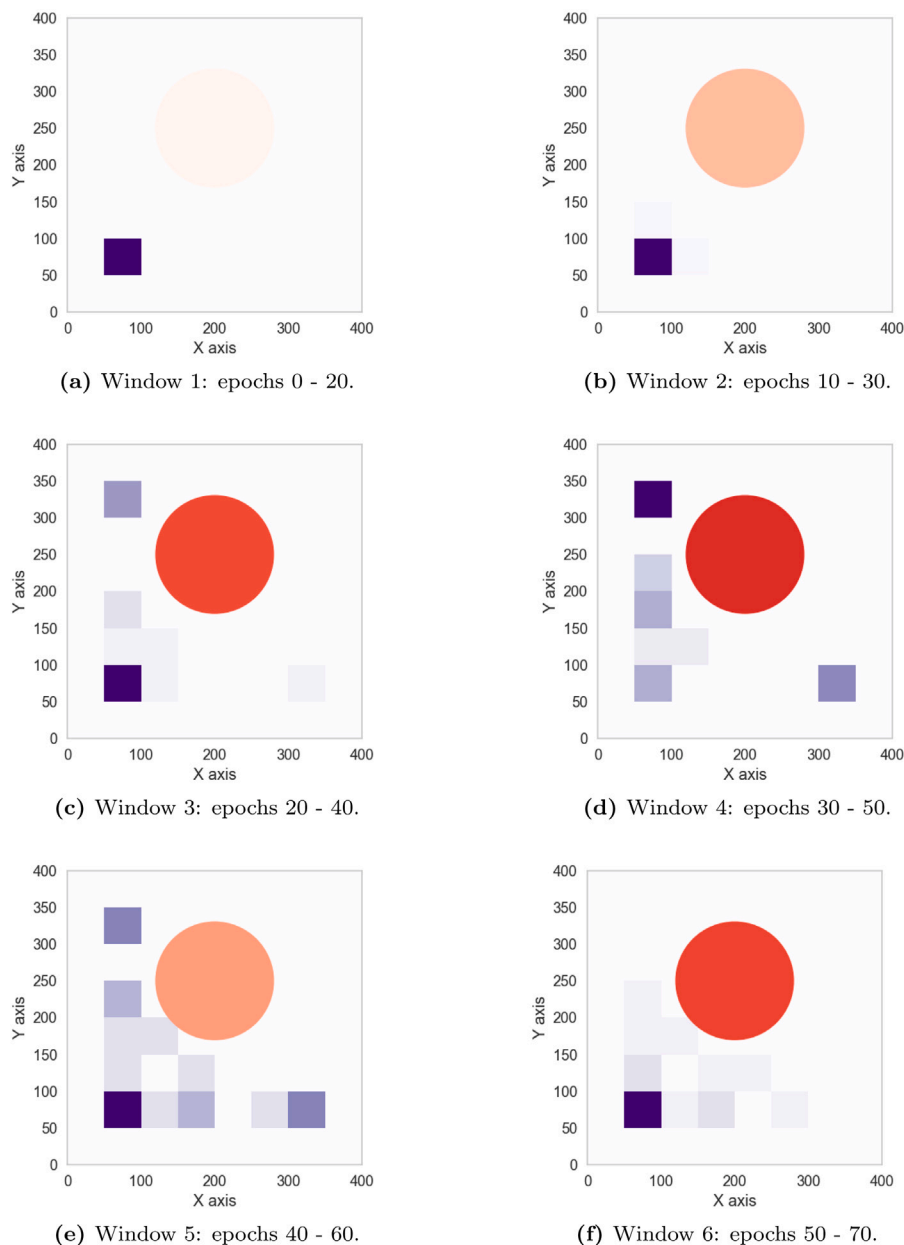 400
350
300
250
200
150
100
50
0
Y axis
0 100 200 300 400
X axis
(a) Window 1: epochs 0 - 20.
400
350
300
250
200
150
100
50
0
Y axis
0 100 200 300 400
X axis
(b) Window 2: epochs 10 - 30.
400
350
300
250
200
150
100
50
0
Y axis
0 100 200 300 400
X axis
(c) Window 3: epochs 20 - 40.
400
350
300
250
200
150
100
50
0
Y axis
0 100 200 300 400
X axis
(d) Window 4: epochs 30 - 50.
400
350
300
250
200
150
100
50
0
Y axis
0 100 200 300 400
X axis
(e) Window 5: epochs 40 - 60.
400
350
300
250
200
150
100
50
0
Y axis
0 100 200 300 400
X axis
(f) Window 6: epochs 50 - 70.